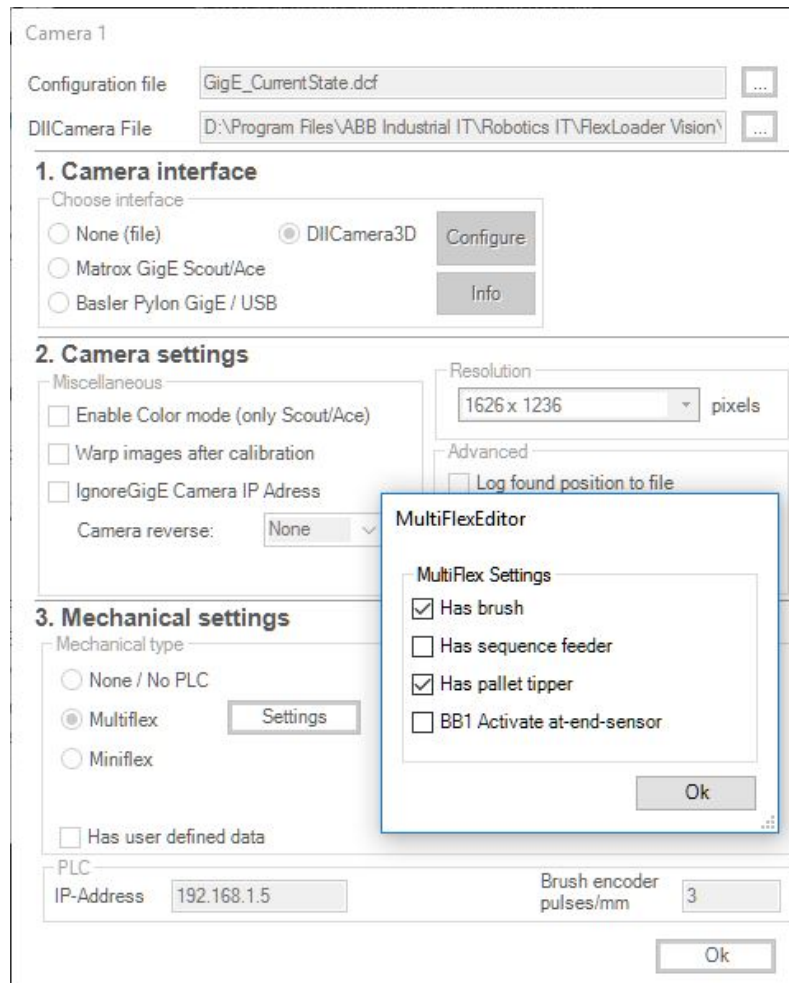 Camera 1
Configuration file GigE_CurrentState.dcf ...
DllCamera File D:\Program Files\ABB Industrial IT\Robotics IT\FlexLoader Vision\ ...
1. Camera interface
Choose interface
None (file) DllCamera3D Configure
Matrox GigE Scout/Ace
Basler Pylon GigE / USB Info
2. Camera settings
Miscellaneous Resolution
Enable Color mode (only Scout/Ace) 1626 x 1236 pixels
Warp images after calibration Advanced
IgnoreGigE Camera IP Adress Log found position to file
Camera reverse: None
MultiFlexEditor
MultiFlex Settings
Has brush
Has sequence feeder
Has pallet tipper
BB1 Activate at-end-sensor
Ok
3. Mechanical settings
Mechanical type
None / No PLC
Multiflex Settings
Miniflex
Has user defined data
PLC
IP-Address 192.168.1.5 Brush encoder
pulses/mm 3
Ok